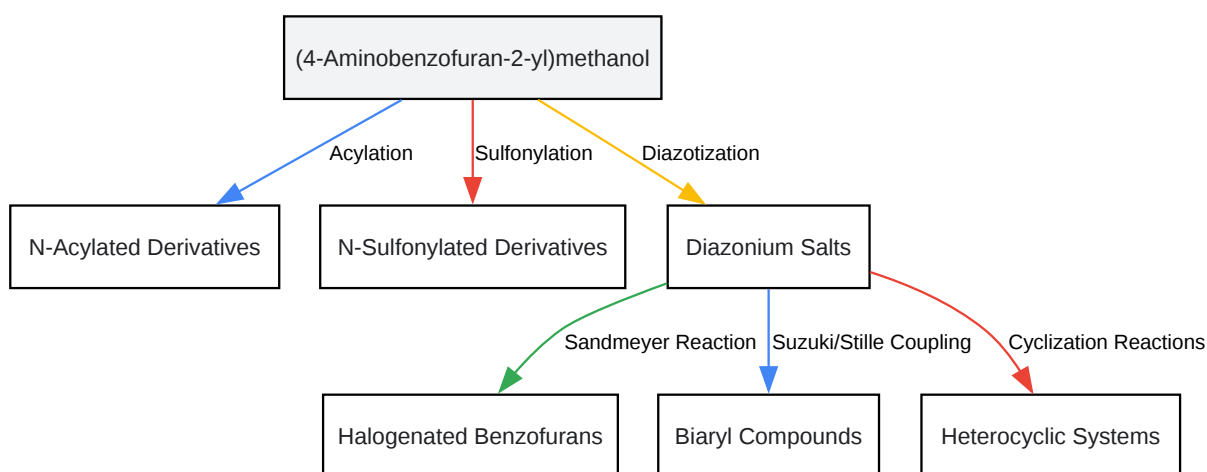 (4-Aminobenzofuran-2-yl)methanol
Acylation
Sulfonylation
Diazotization
N-Acylated Derivatives
N-Sulfonylated Derivatives
Diazonium Salts
Sandmeyer Reaction
Suzuki/Stille Coupling
Cyclization Reactions
Halogenated Benzofurans
Biaryl Compounds
Heterocyclic Systems